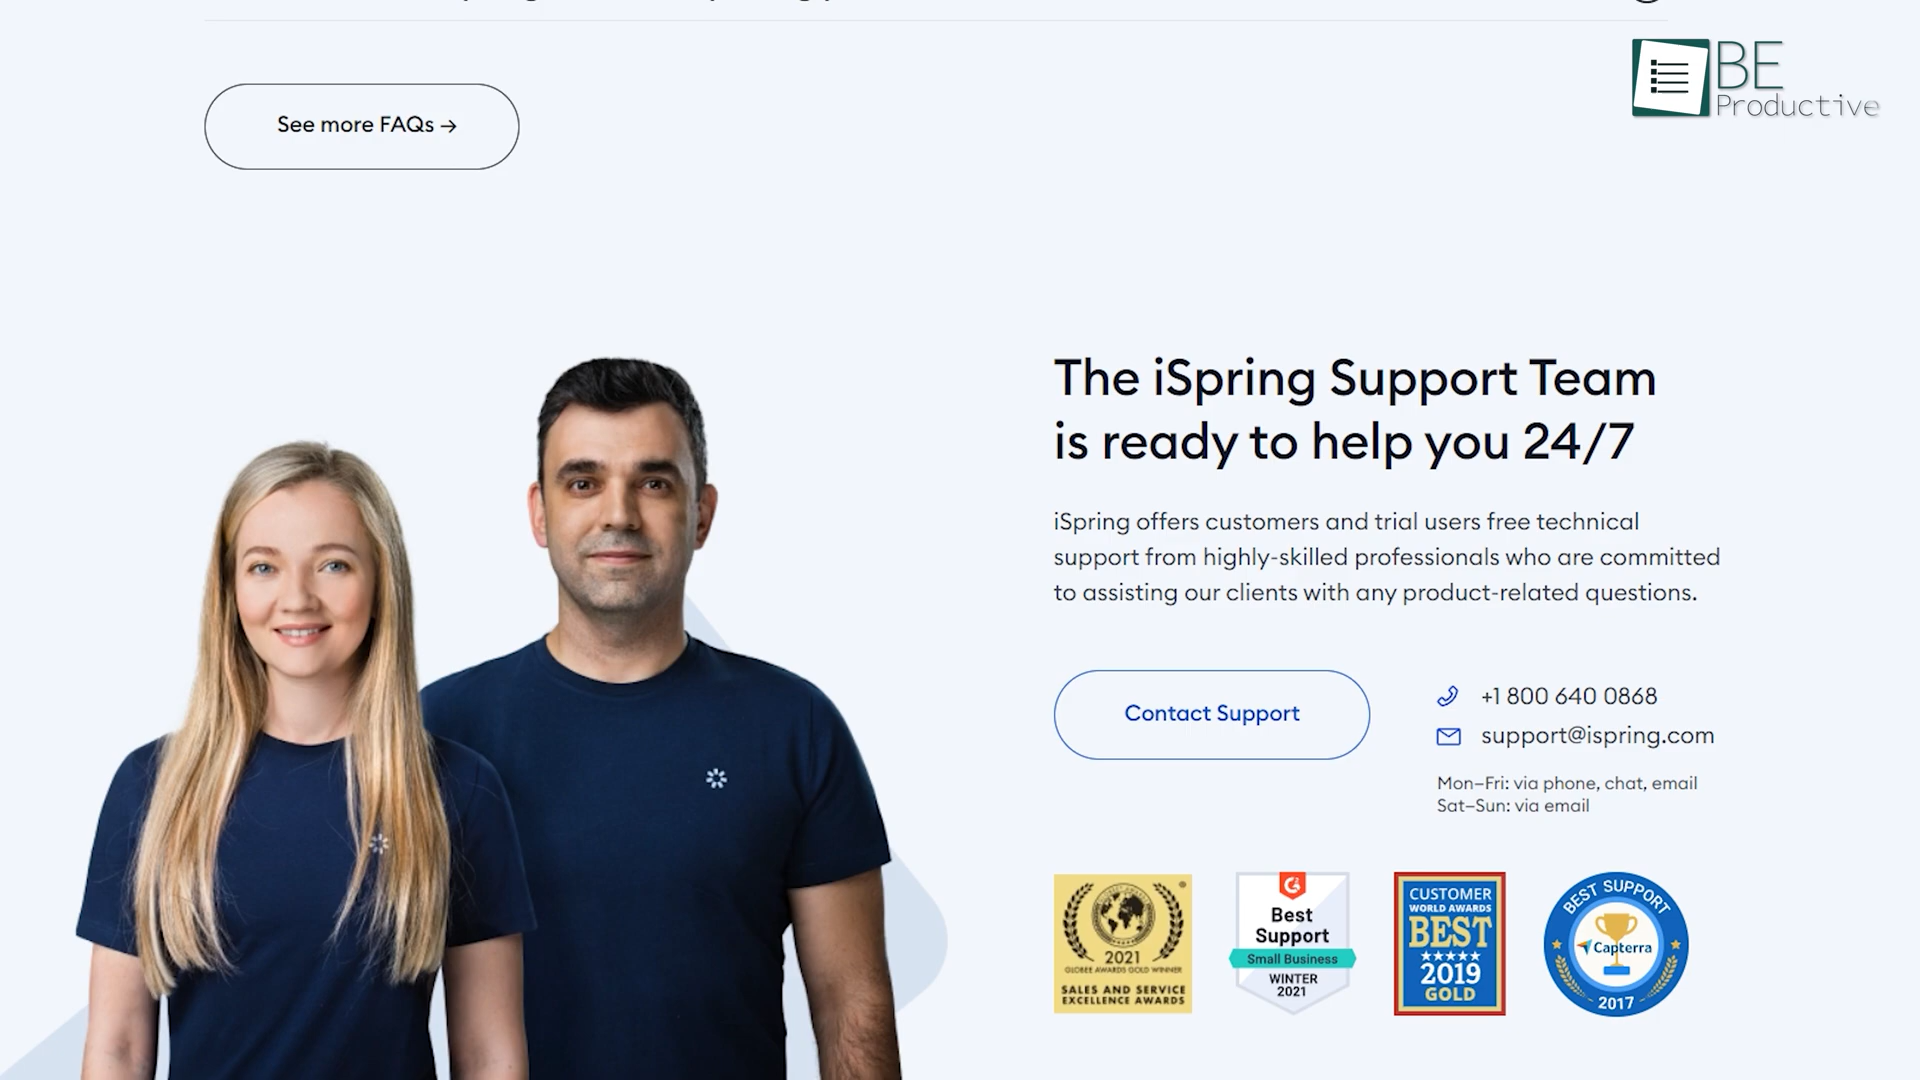 BE
Productive
See more FAQs →
The iSpring Support Team
is ready to help you 24/7
iSpring offers customers and trial users free technical
support from highly-skilled professionals who are committed
to assisting our clients with any product-related questions.
Contact Support
+1 800 640 0868
support@ispring.com
Mon–Fri: via phone, chat, email
Sat–Sun: via email
2021
GLOBEE AWARDS GOLD WINNER
SALES AND SERVICE
EXCELLENCE AWARDS
Best
Support
Small Business
WINTER
2021
CUSTOMER
WORLD AWARDS
BEST
2019
GOLD
BEST SUPPORT
Capterra
2017